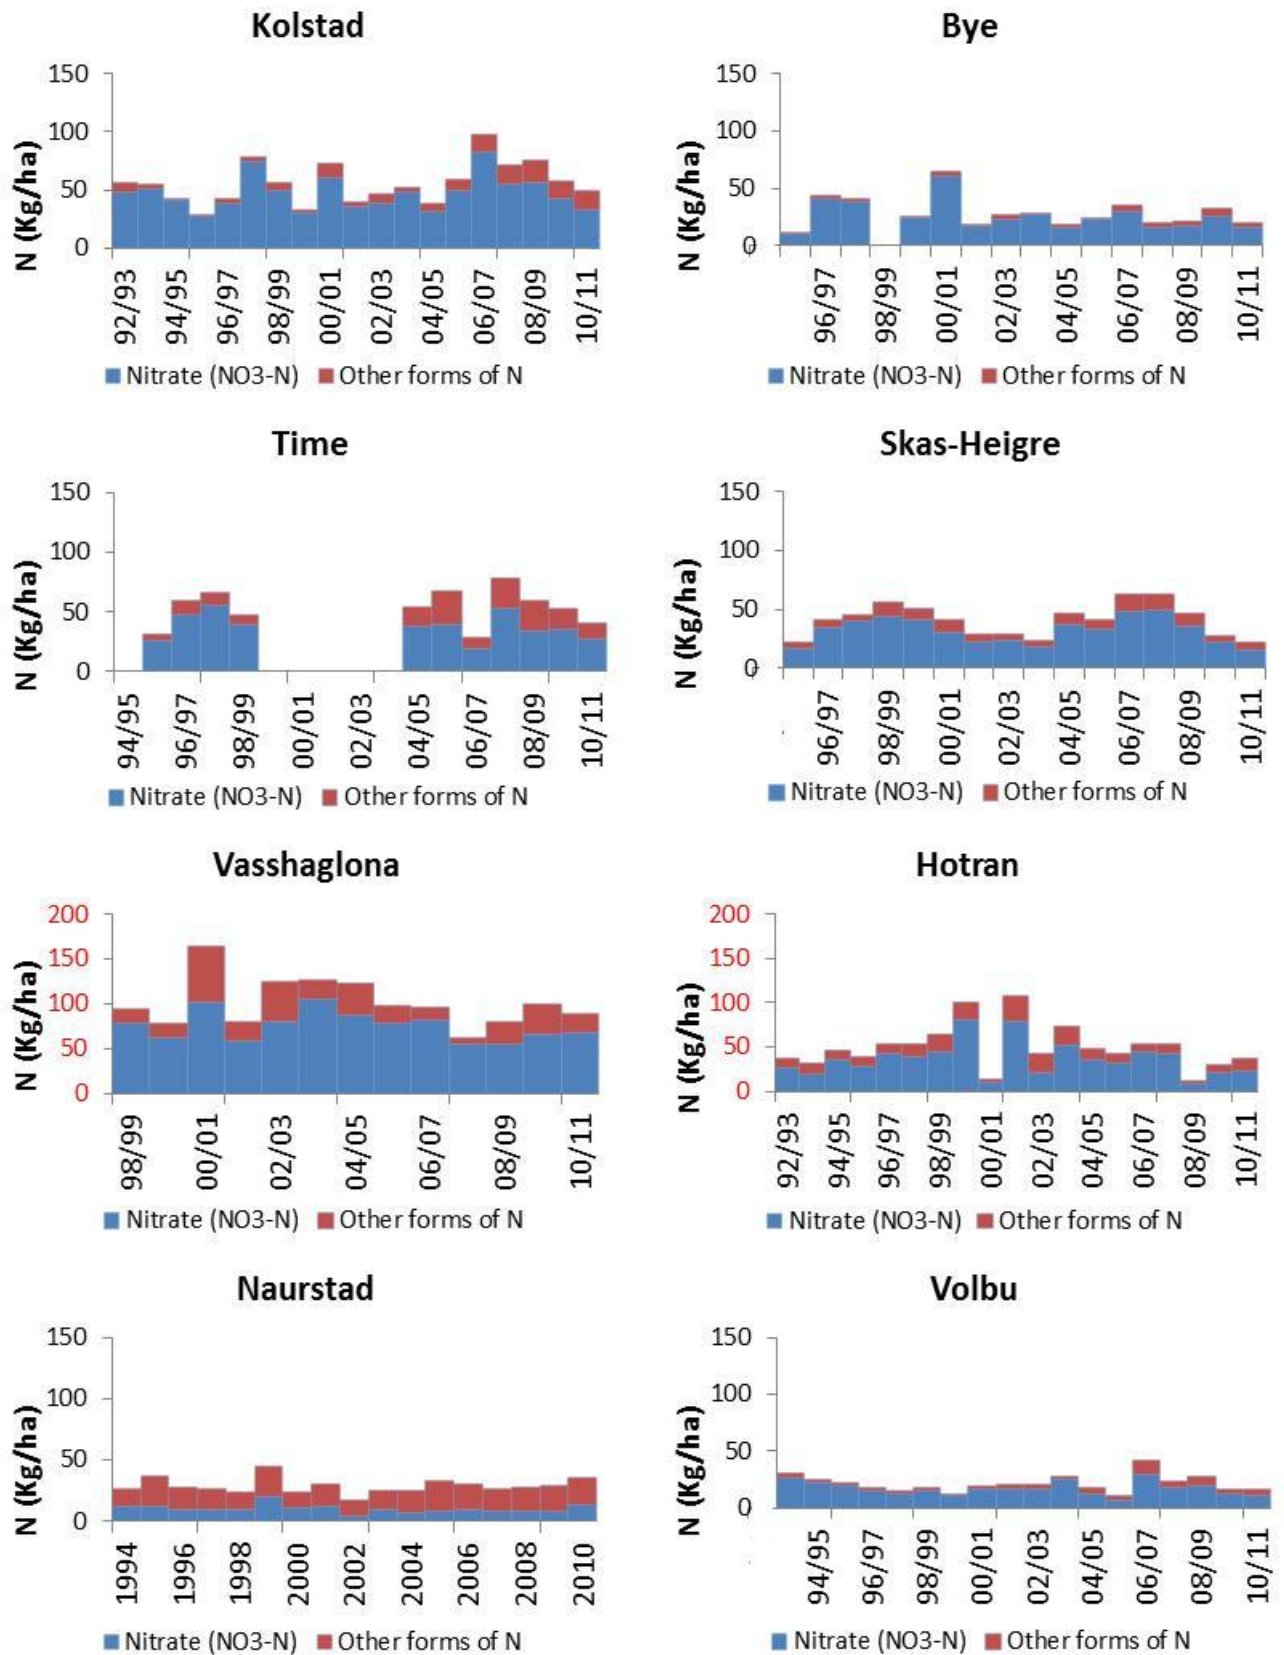 Kolstad
N (Kg/ha)
150
100
50
0
92/93 94/95 96/97 98/99 00/01 02/03 04/05 06/07 08/09 10/11
Nitrate (NO3-N) Other forms of N
Bye
N (Kg/ha)
150
100
50
0
96/97 98/99 00/01 02/03 04/05 06/07 08/09 10/11
Nitrate (NO3-N) Other forms of N
Time
N (Kg/ha)
150
100
50
0
94/95 96/97 98/99 00/01 02/03 04/05 06/07 08/09 10/11
Nitrate (NO3-N) Other forms of N
Skas-Heigre
N (Kg/ha)
150
100
50
0
96/97 98/99 00/01 02/03 04/05 06/07 08/09 10/11
Nitrate (NO3-N) Other forms of N
Vasshaglona
N (Kg/ha)
200
150
100
50
0
98/99 00/01 02/03 04/05 06/07 08/09 10/11
Nitrate (NO3-N) Other forms of N
Hotran
N (Kg/ha)
200
150
100
50
0
92/93 94/95 96/97 98/99 00/01 02/03 04/05 06/07 08/09 10/11
Nitrate (NO3-N) Other forms of N
Naurstad
N (Kg/ha)
150
100
50
0
1994 1996 1998 2000 2002 2004 2006 2008 2010
Nitrate (NO3-N) Other forms of N
Volbu
N (Kg/ha)
150
100
50
0
94/95 96/97 98/99 00/01 02/03 04/05 06/07 08/09 10/11
Nitrate (NO3-N) Other forms of N